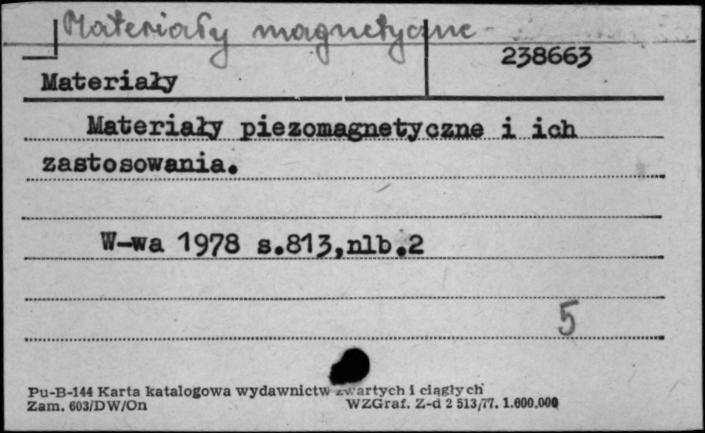 Materiały magnetyczne
238663
Materiały
Materiały piezomagnetyczne i ich
zastosowania.
W-wa 1978 s.813,nlb.2
5
Pu-B-144 Karta katalogowa wydawnictw zwartych i ciągłych
Zam. 603/DW/On WZGraf. Z-d 2 513/77. 1.600.000